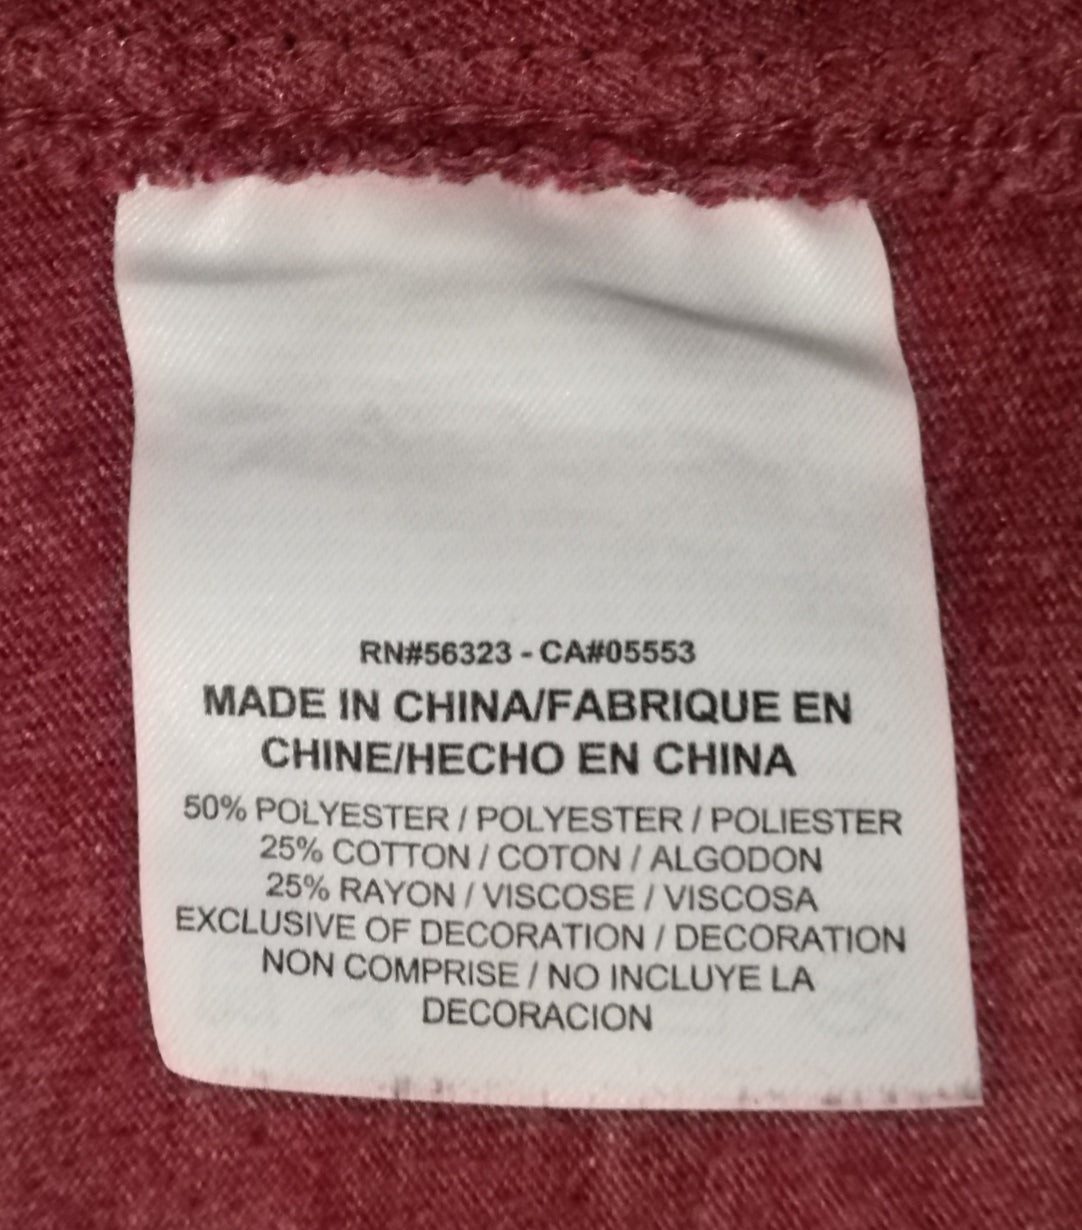 RN#56323 - CA#05553
MADE IN CHINA/FABRIQUE EN
CHINE/HECHO EN CHINA
50% POLYESTER / POLYESTER / POLIESTER
25% COTTON / COTON / ALGODON
25% RAYON / VISCOSE / VISCOSA
EXCLUSIVE OF DECORATION / DECORATION
NON COMPRISE / NO INCLUYE LA
DECORACION